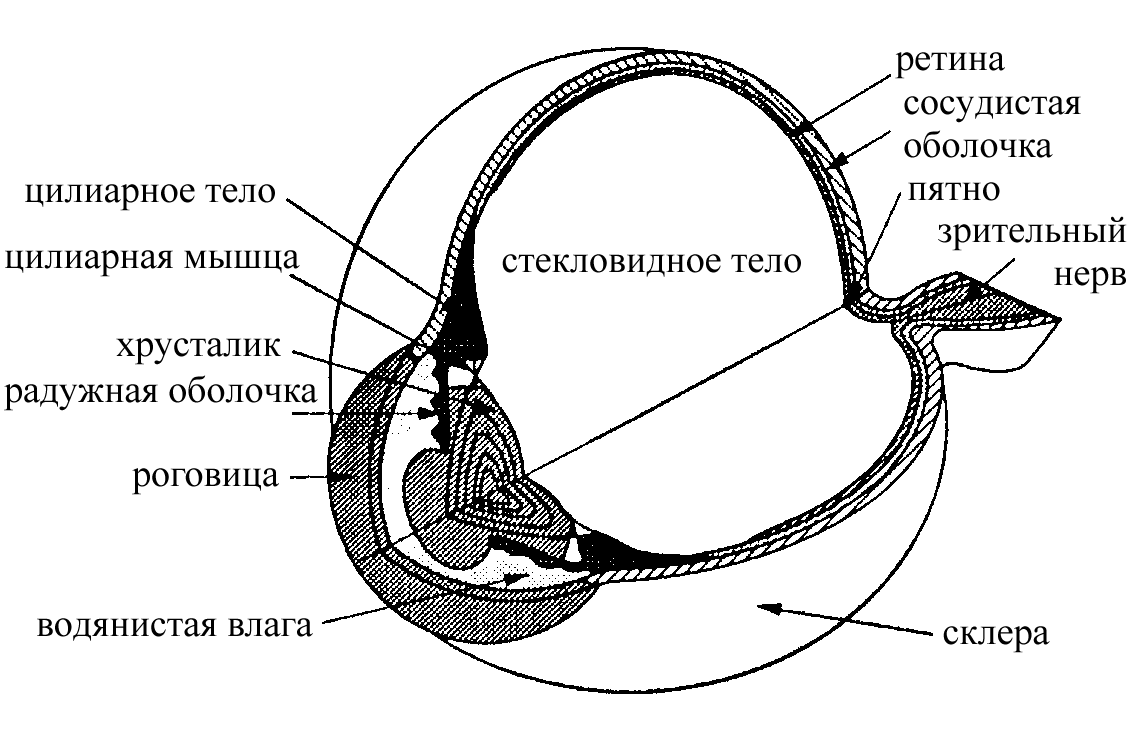 ретина
сосудистая
оболочка
пятно
зрительный
нерв
цилиарное тело
цилиарная мышца
стекловидное тело
хрусталик
радужная оболочка
роговица
водянистая влага
склера